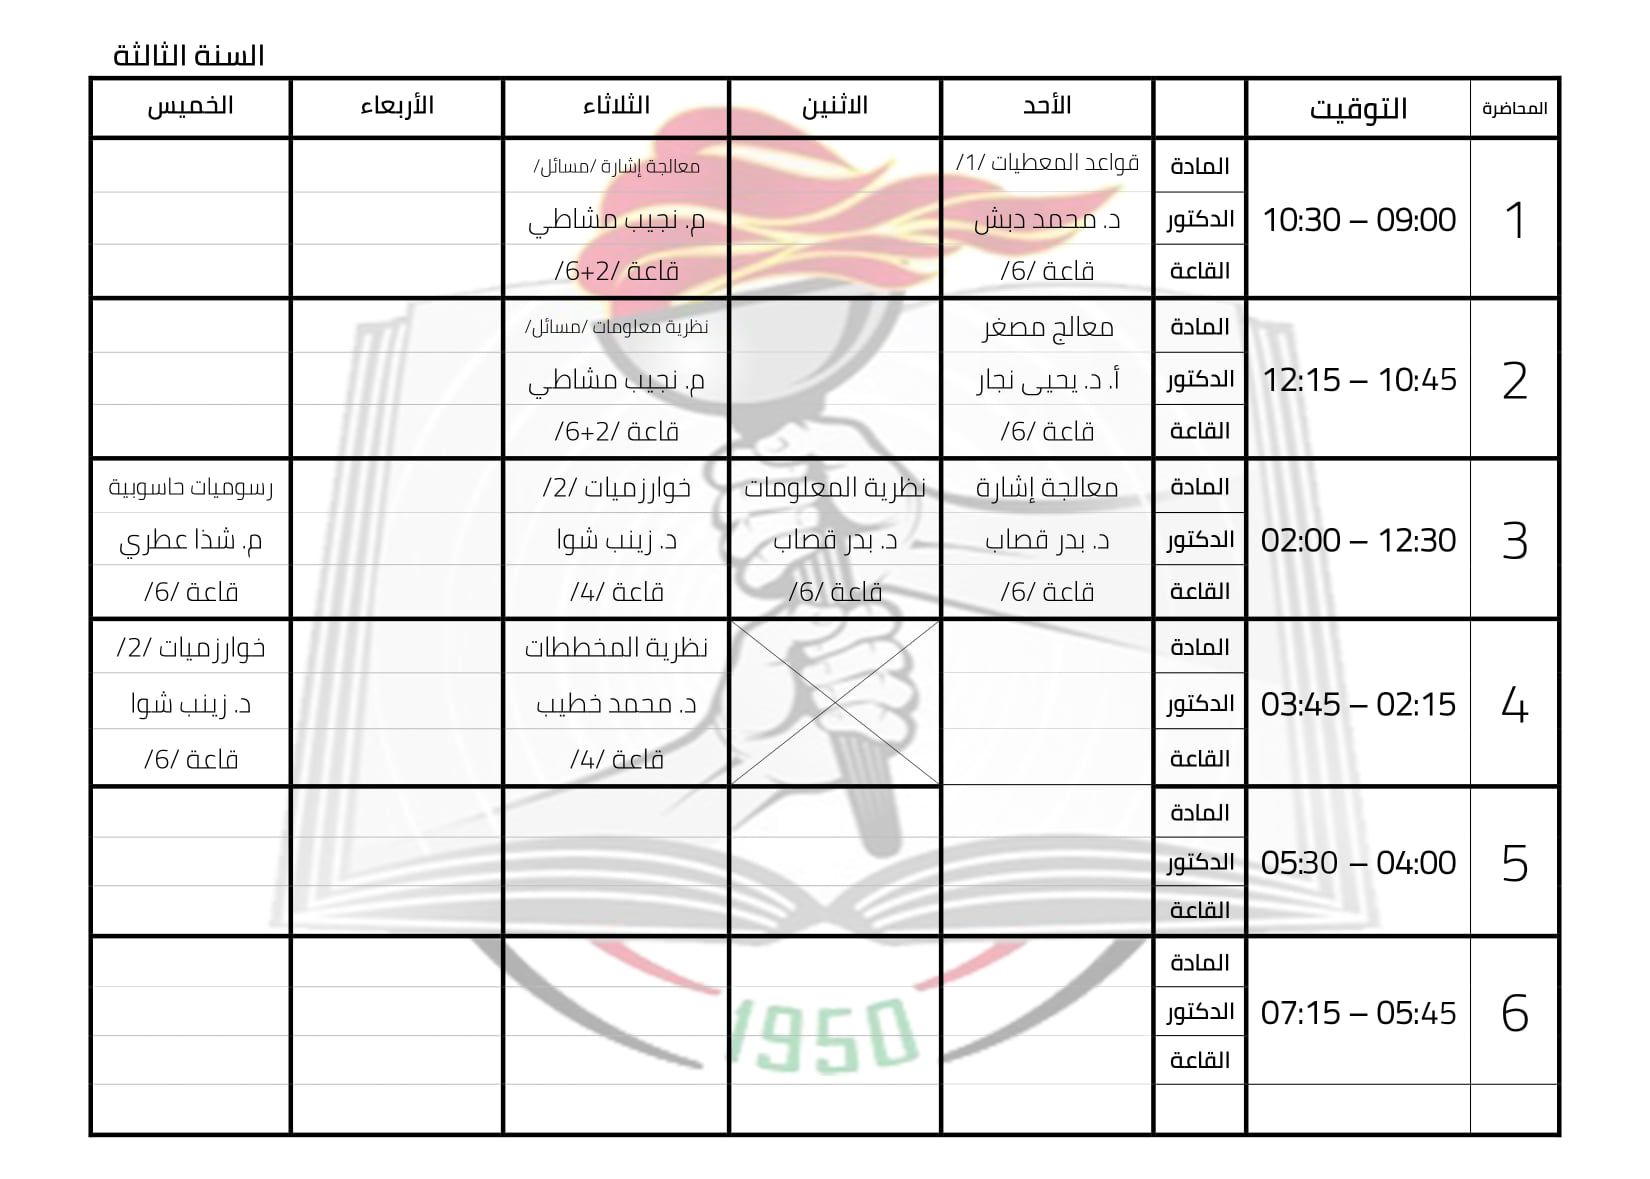 السنة الثالثة
المحاضرة التوقيت الأحد الاثنين الثلاثاء الأربعاء الخميس
1 09:00 – 10:30
المادة قواعد المعطيات /1/ معالجة إشارة /مسائل/
الدكتور د. محمد دبش م. نجيب مشاطي
القاعة قاعة /6/ قاعة /2+6/
2 10:45 – 12:15
المادة معالج مصغر نظرية معلومات /مسائل/
الدكتور أ. د. يحيى نجار م. نجيب مشاطي
القاعة قاعة /6/ قاعة /2+6/
3 12:30 – 02:00
المادة معالجة إشارة نظرية المعلومات خوارزميات /2/ رسوميات حاسوبية
الدكتور د. بدر قصاب د. بدر قصاب د. زينب شوا م. شذا عطري
القاعة قاعة /6/ قاعة /6/ قاعة /4/ قاعة /6/
4 02:15 – 03:45
المادة نظرية المخططات خوارزميات /2/
الدكتور د. محمد خطيب د. زينب شوا
القاعة قاعة /4/ قاعة /6/
5 04:00 – 05:30
المادة
الدكتور
القاعة
6 05:45 – 07:15
المادة
الدكتور
القاعة
1950